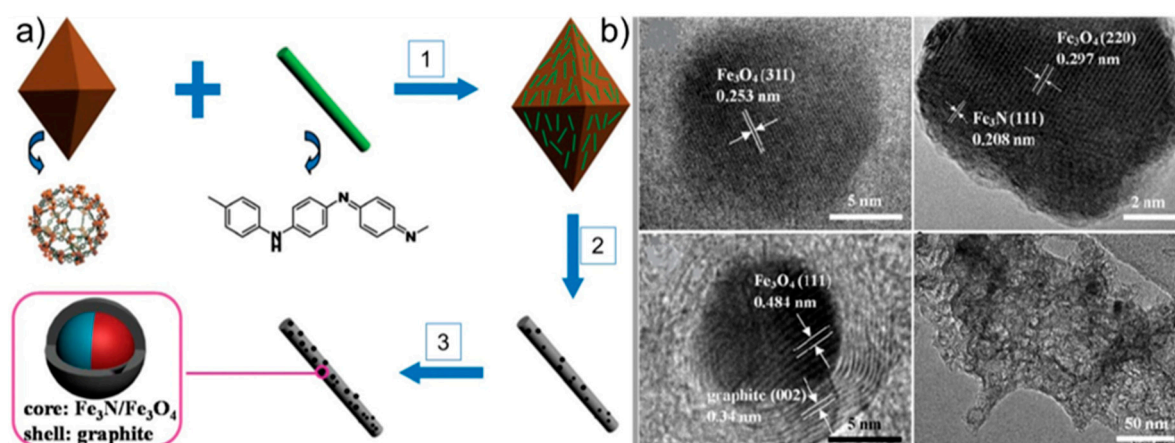 a)
1
N
N
H
N
2
3
core: Fe₃N/Fe₃O₄
shell: graphite
b)
Fe₃O₄ (311)
0.253 nm
5 nm
Fe₃O₄ (220)
0.297 nm
Fe₃N (111)
0.208 nm
2 nm
Fe₃O₄ (111)
0.484 nm
graphite (002)
0.34nm
5 nm
50 nm